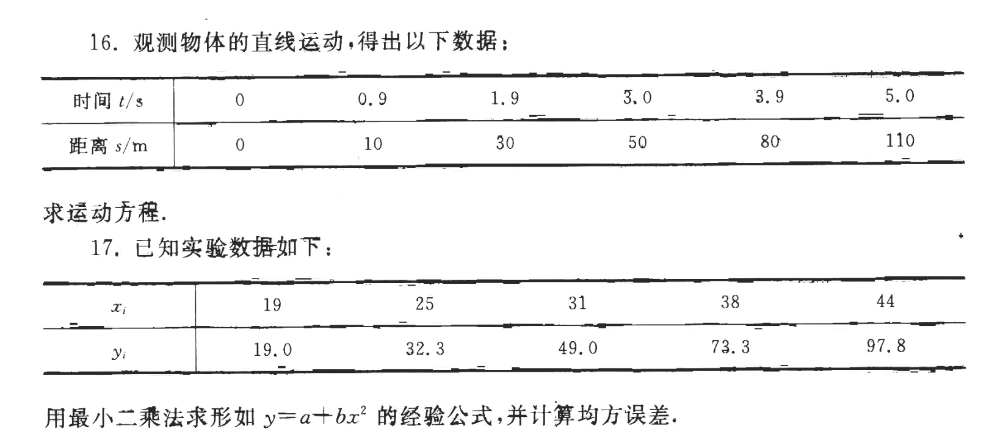 16. 观测物体的直线运动,得出以下数据:
时间 t/s 0 0.9 1.9 3.0 3.9 5.0
距离 s/m 0 10 30 50 80 110
求运动方程.
17. 已知实验数据如下:
xᵢ 19 25 31 38 44
yᵢ 19.0 32.3 49.0 73.3 97.8
用最小二乘法求形如 y=a+bx² 的经验公式,并计算均方误差.